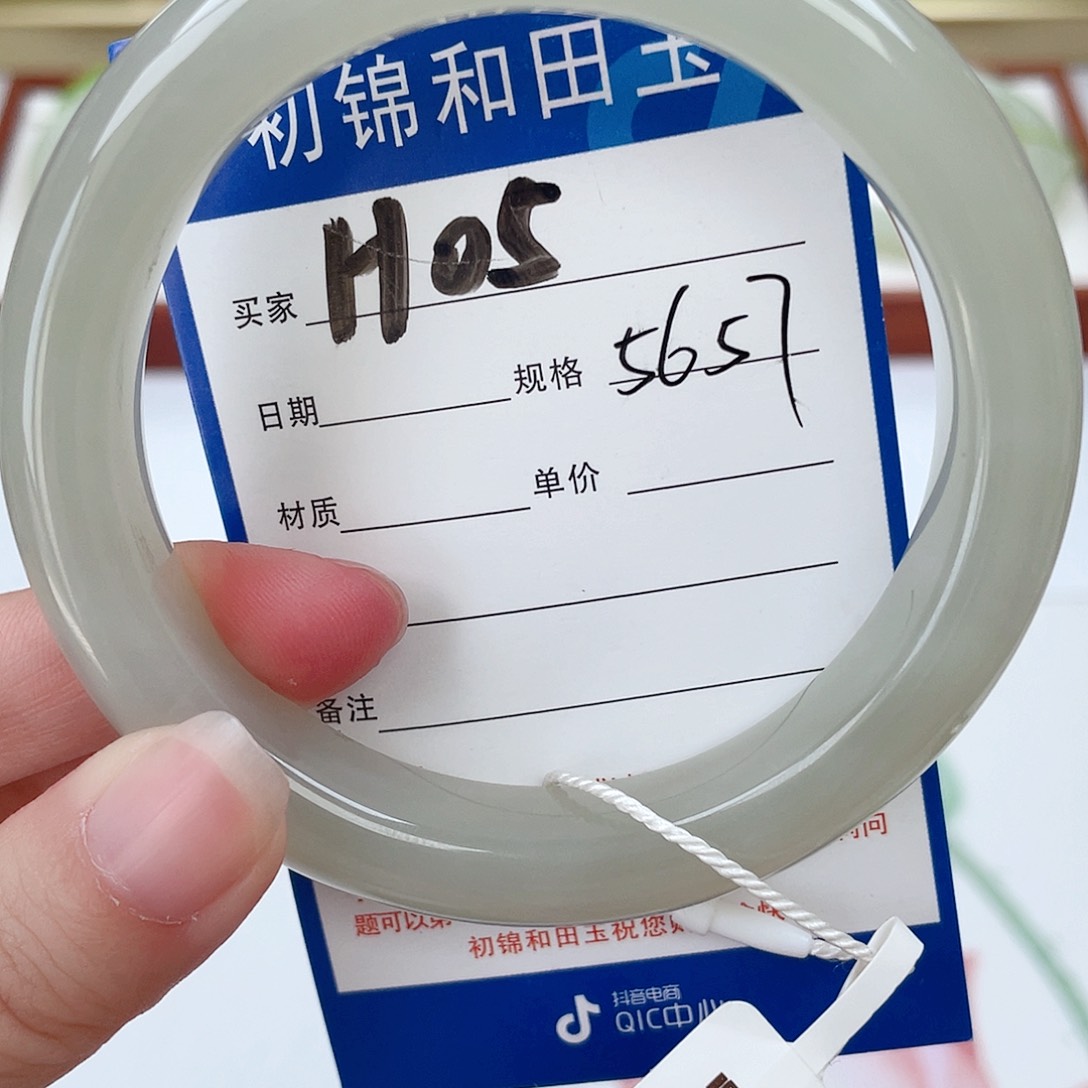 初锦和田玉
买家 H05
日期 规格 5657
材质 单价
备注
题可以第
初锦和田玉祝您
抖音电商
QIC中心